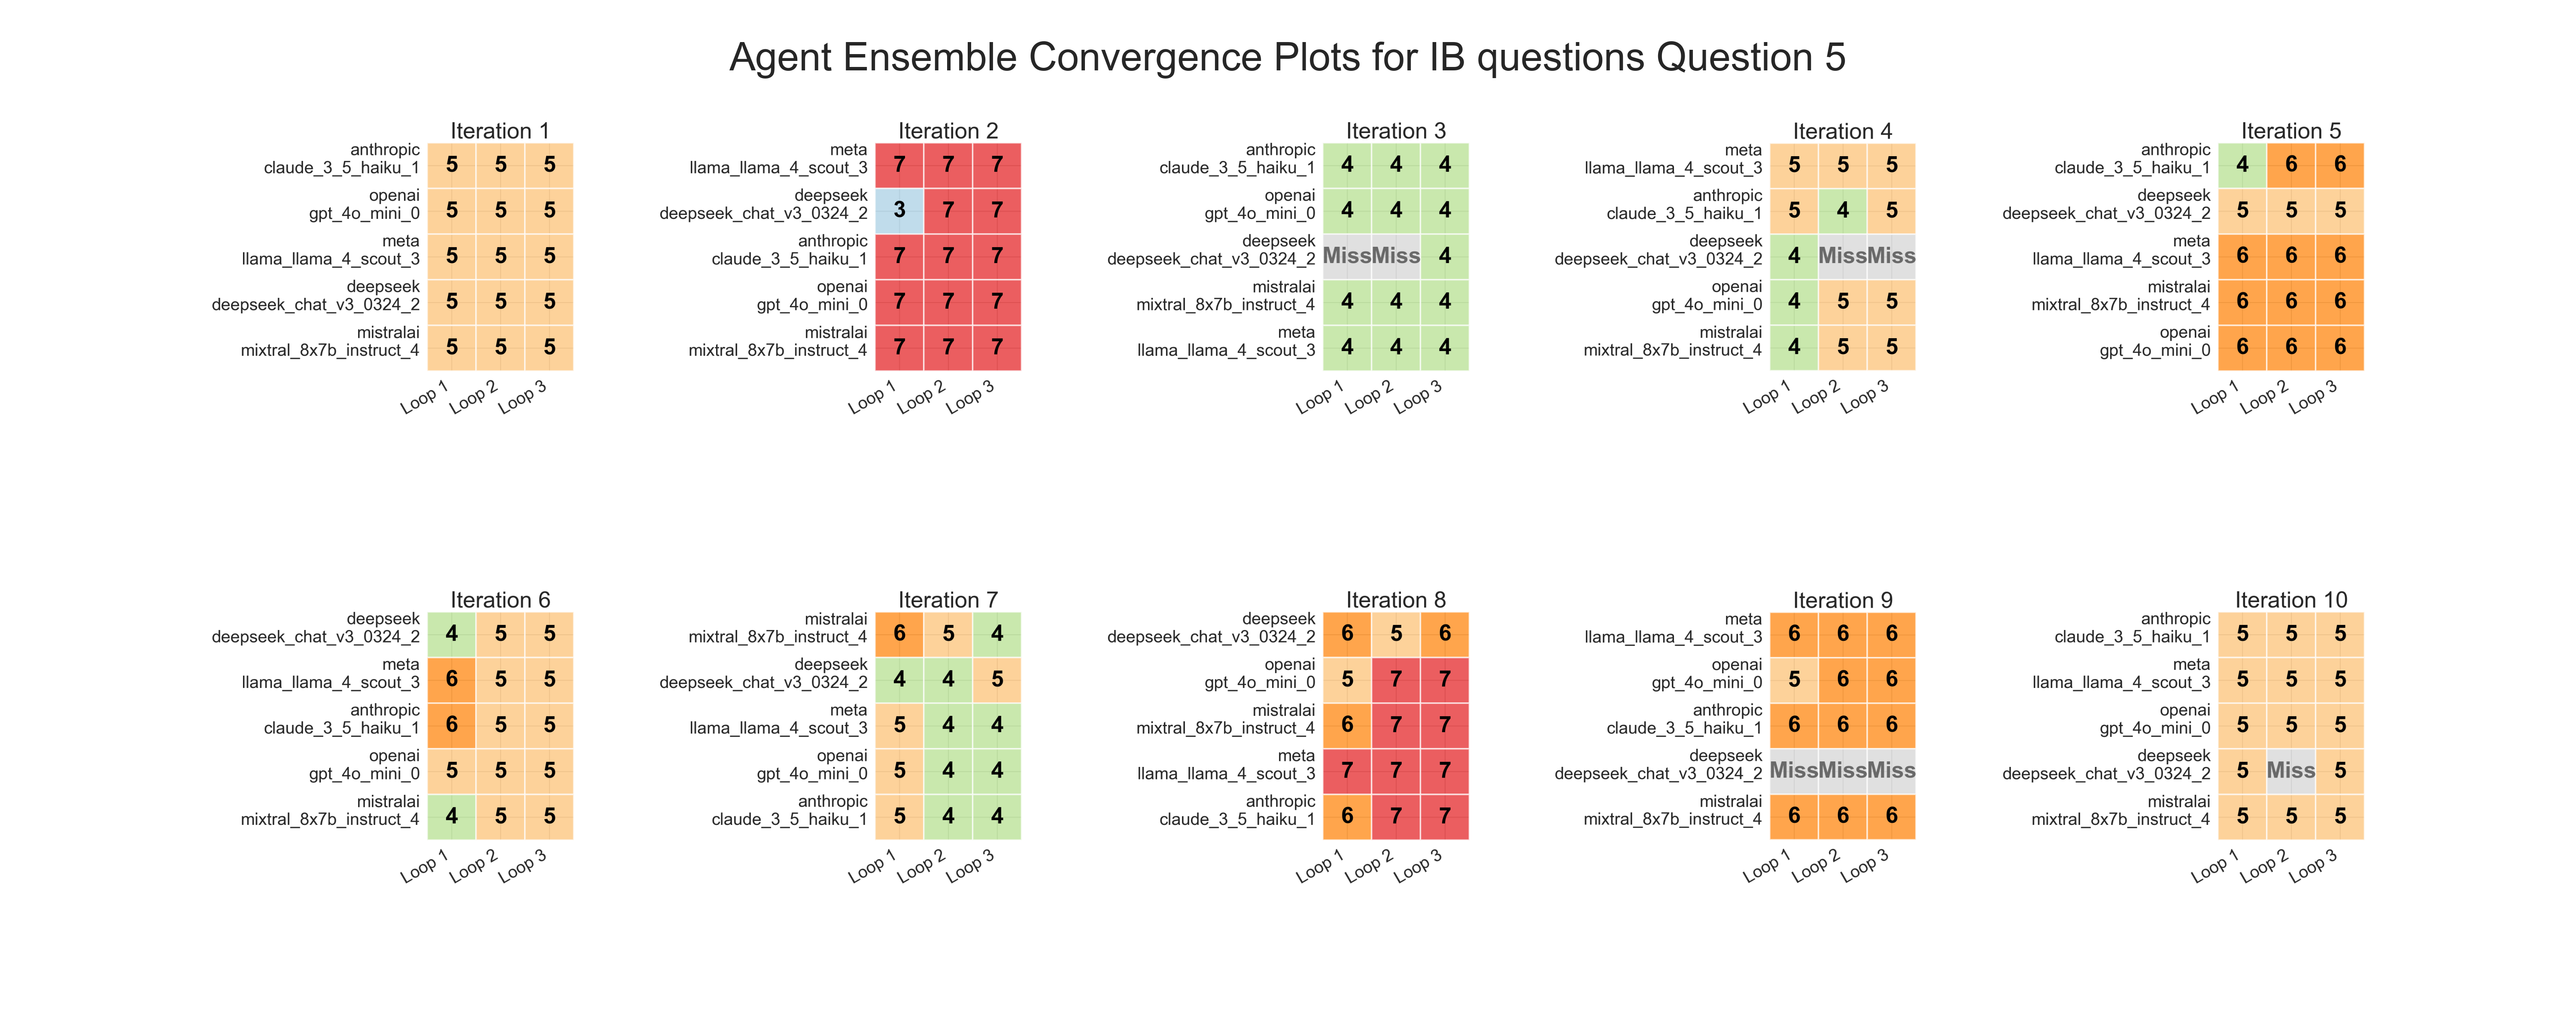 Agent Ensemble Convergence Plots for IB questions Question 5
Iteration 1
anthropic
claude_3_5_haiku_1 5 5 5
openai
gpt_4o_mini_0 5 5 5
meta
llama_llama_4_scout_3 5 5 5
deepseek
deepseek_chat_v3_0324_2 5 5 5
mistralai
mixtral_8x7b_instruct_4 5 5 5
Loop 1 Loop 2 Loop 3
Iteration 2
meta
llama_llama_4_scout_3 7 7 7
deepseek
deepseek_chat_v3_0324_2 3 7 7
anthropic
claude_3_5_haiku_1 7 7 7
openai
gpt_4o_mini_0 7 7 7
mistralai
mixtral_8x7b_instruct_4 7 7 7
Loop 1 Loop 2 Loop 3
Iteration 3
anthropic
claude_3_5_haiku_1 4 4 4
openai
gpt_4o_mini_0 4 4 4
deepseek
deepseek_chat_v3_0324_2 Miss Miss 4
mistralai
mixtral_8x7b_instruct_4 4 4 4
meta
llama_llama_4_scout_3 4 4 4
Loop 1 Loop 2 Loop 3
Iteration 4
meta
llama_llama_4_scout_3 5 5 5
anthropic
claude_3_5_haiku_1 5 4 5
deepseek
deepseek_chat_v3_0324_2 4 Miss Miss
openai
gpt_4o_mini_0 4 5 5
mistralai
mixtral_8x7b_instruct_4 4 5 5
Loop 1 Loop 2 Loop 3
Iteration 5
anthropic
claude_3_5_haiku_1 4 6 6
deepseek
deepseek_chat_v3_0324_2 5 5 5
meta
llama_llama_4_scout_3 6 6 6
mistralai
mixtral_8x7b_instruct_4 6 6 6
openai
gpt_4o_mini_0 6 6 6
Loop 1 Loop 2 Loop 3
Iteration 6
deepseek
deepseek_chat_v3_0324_2 4 5 5
meta
llama_llama_4_scout_3 6 5 5
anthropic
claude_3_5_haiku_1 6 5 5
openai
gpt_4o_mini_0 5 5 5
mistralai
mixtral_8x7b_instruct_4 4 5 5
Loop 1 Loop 2 Loop 3
Iteration 7
mistralai
mixtral_8x7b_instruct_4 6 5 4
deepseek
deepseek_chat_v3_0324_2 4 4 5
meta
llama_llama_4_scout_3 5 4 4
openai
gpt_4o_mini_0 5 4 4
anthropic
claude_3_5_haiku_1 5 4 4
Loop 1 Loop 2 Loop 3
Iteration 8
deepseek
deepseek_chat_v3_0324_2 6 5 6
openai
gpt_4o_mini_0 5 7 7
mistralai
mixtral_8x7b_instruct_4 6 7 7
meta
llama_llama_4_scout_3 7 7 7
anthropic
claude_3_5_haiku_1 6 7 7
Loop 1 Loop 2 Loop 3
Iteration 9
meta
llama_llama_4_scout_3 6 6 6
openai
gpt_4o_mini_0 5 6 6
anthropic
claude_3_5_haiku_1 6 6 6
deepseek
deepseek_chat_v3_0324_2 Miss Miss Miss
mistralai
mixtral_8x7b_instruct_4 6 6 6
Loop 1 Loop 2 Loop 3
Iteration 10
anthropic
claude_3_5_haiku_1 5 5 5
meta
llama_llama_4_scout_3 5 5 5
openai
gpt_4o_mini_0 5 5 5
deepseek
deepseek_chat_v3_0324_2 5 Miss 5
mistralai
mixtral_8x7b_instruct_4 5 5 5
Loop 1 Loop 2 Loop 3